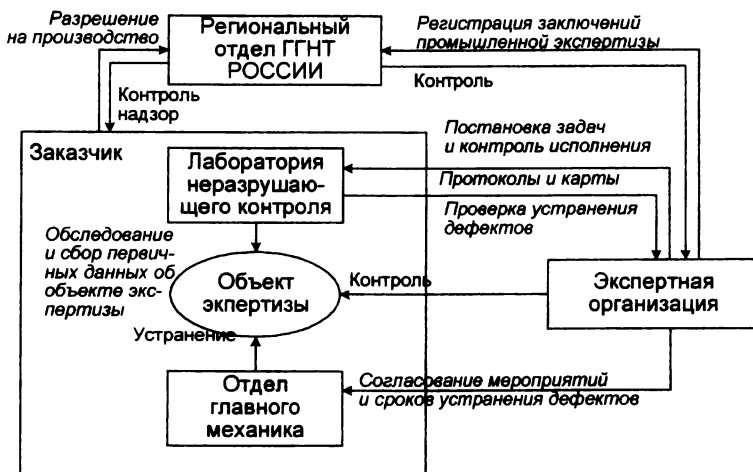 Разрешение
на производство
Региональный
отдел ГГНТ
РОССИИ
Регистрация заключений
промышленной экспертизы
Контроль
надзор
Контроль
Заказчик
Лаборатория
неразрушаю-
щего контроля
Постановка задач
и контроль исполнения
Протоколы и карты
Проверка устранения
дефектов
Обследование
и сбор первич-
ных данных об
объекте экс-
пертизы
Объект
экпертизы
Контроль
Экспертная
организация
Устранение
Отдел
главного
механика
Согласование мероприятий
и сроков устранения дефектов